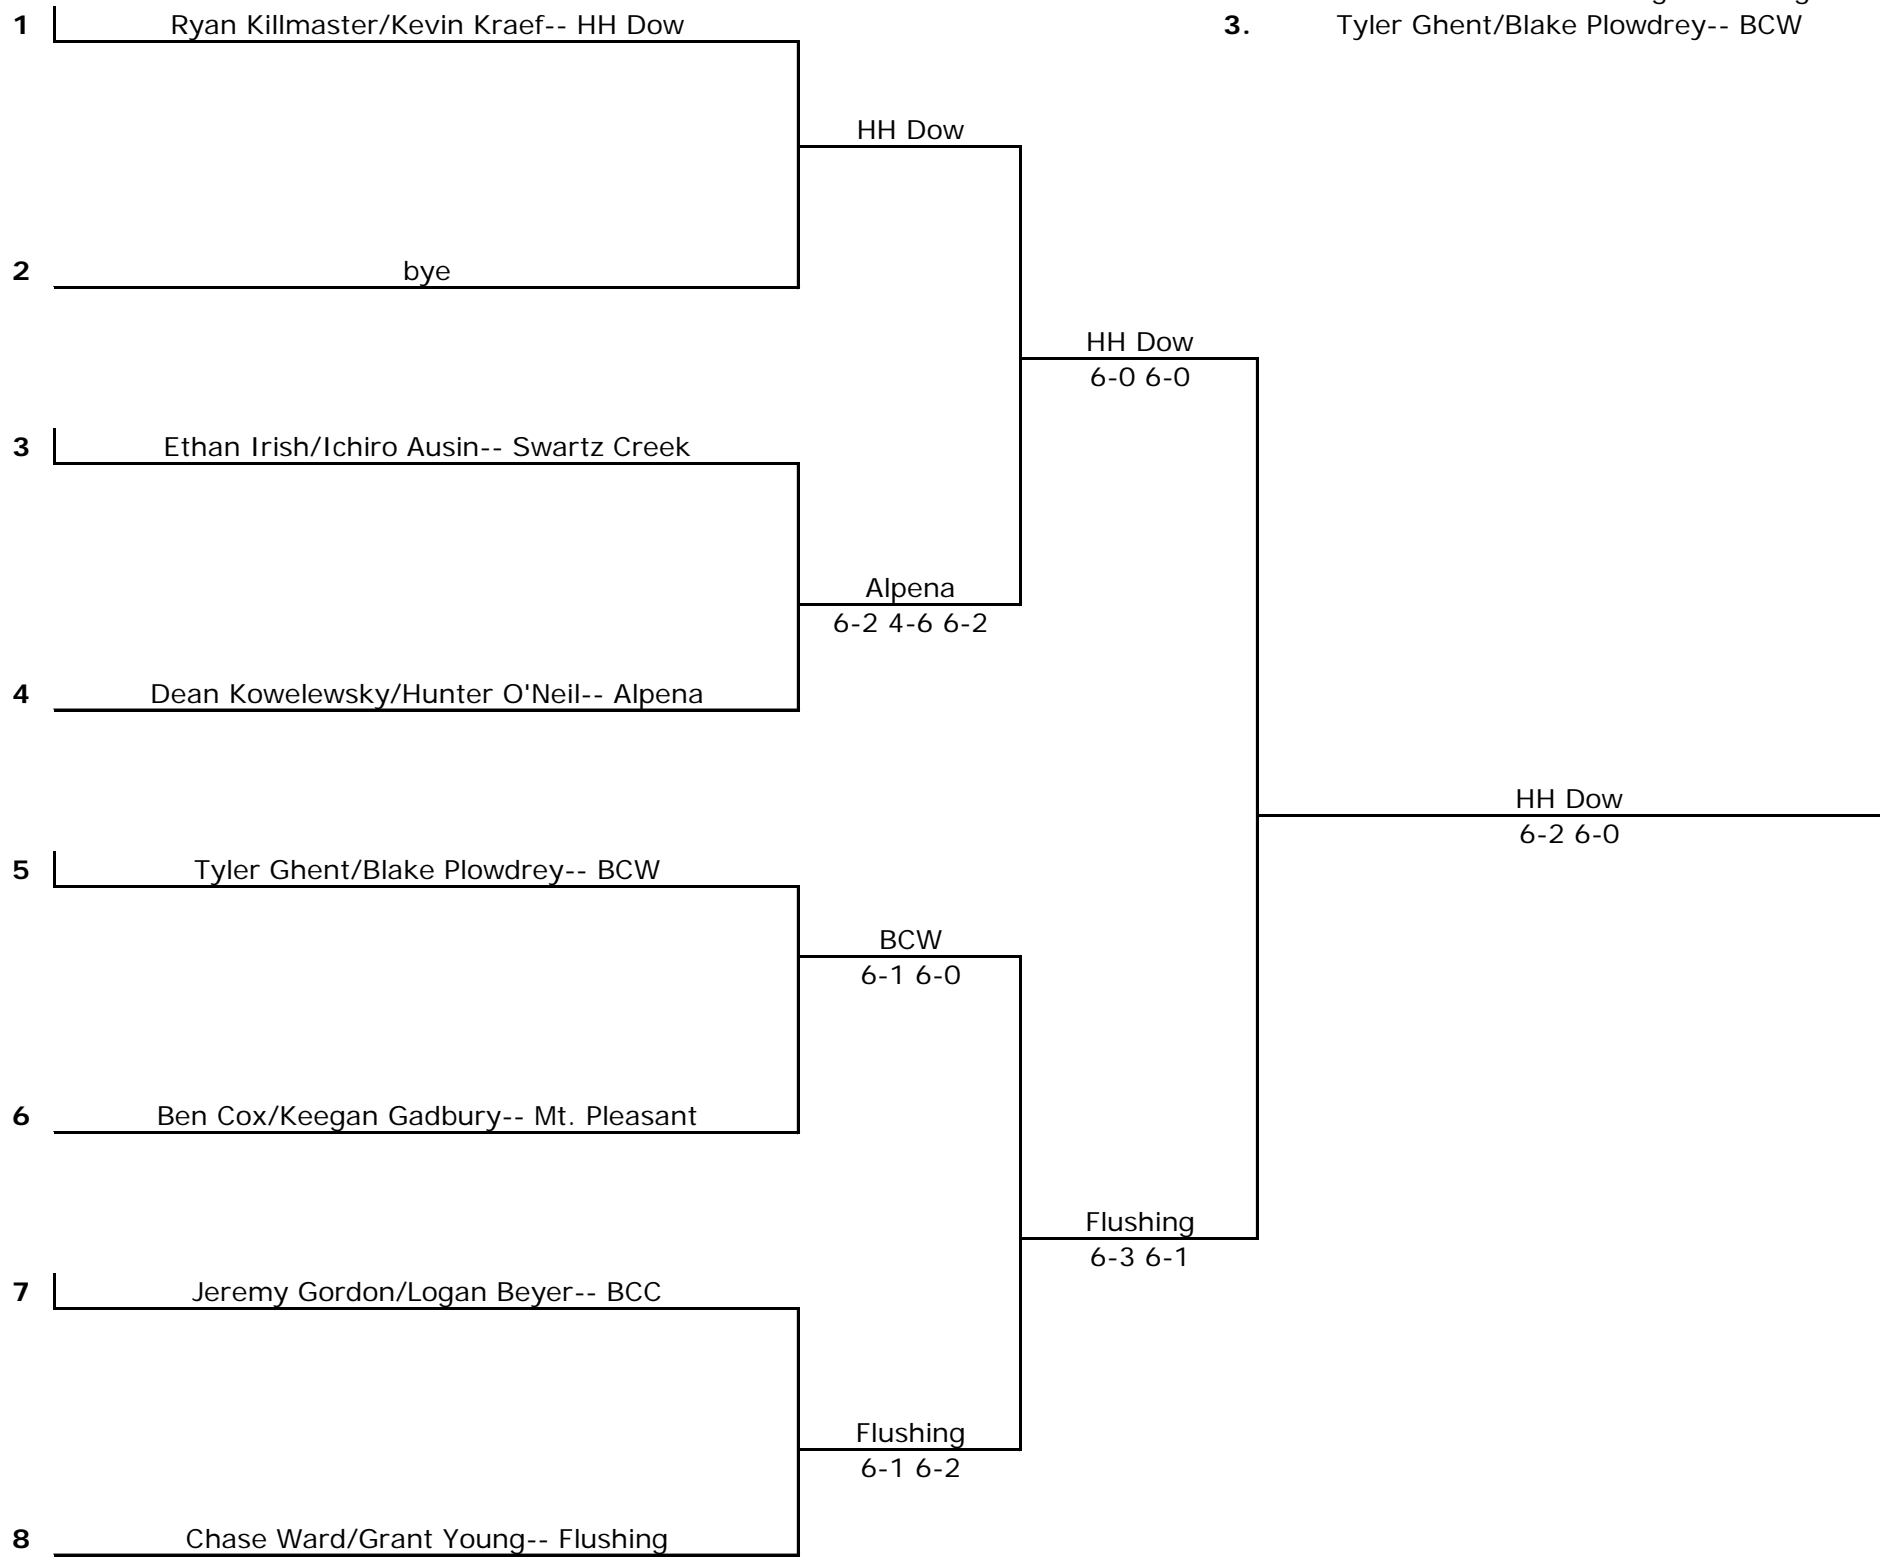 1 Ryan Killmaster/Kevin Kraef-- HH Dow
3. Tyler Ghent/Blake Plowdrey-- BCW
HH Dow
2 bye
HH Dow
6-0 6-0
3 Ethan Irish/Ichiro Ausin-- Swartz Creek
Alpena
6-2 4-6 6-2
4 Dean Kowelewsky/Hunter O'Neil-- Alpena
HH Dow
6-2 6-0
5 Tyler Ghent/Blake Plowdrey-- BCW
BCW
6-1 6-0
6 Ben Cox/Keegan Gadbury-- Mt. Pleasant
Flushing
6-3 6-1
7 Jeremy Gordon/Logan Beyer-- BCC
Flushing
6-1 6-2
8 Chase Ward/Grant Young-- Flushing